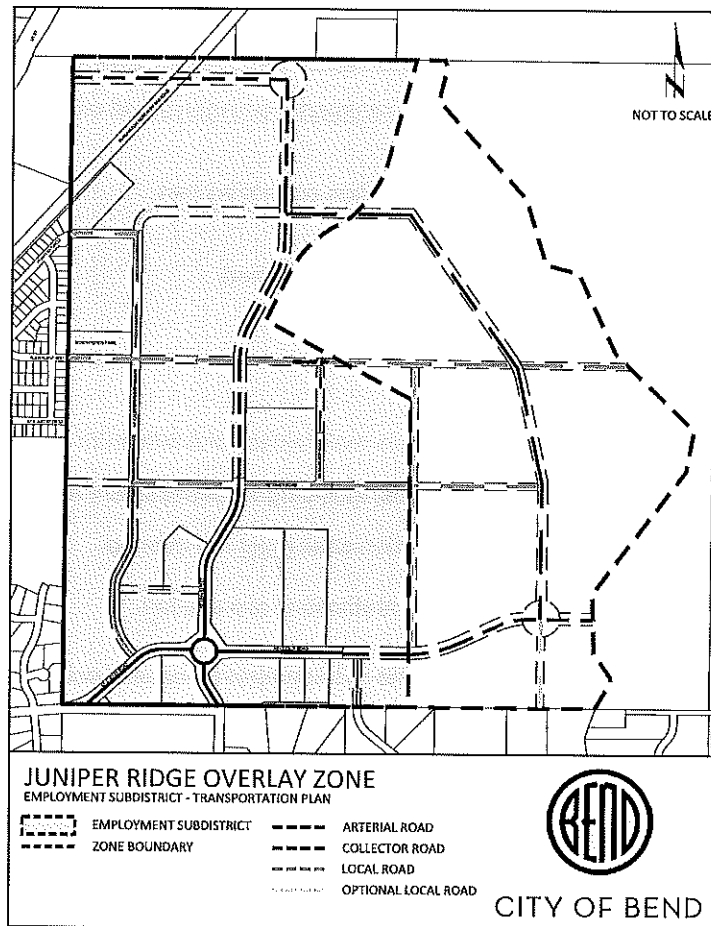 NOT TO SCALE
JUNIPER RIDGE OVERLAY ZONE
EMPLOYMENT SUBDISTRICT - TRANSPORTATION PLAN
EMPLOYMENT SUBDISTRICT
ZONE BOUNDARY
ARTERIAL ROAD
COLLECTOR ROAD
LOCAL ROAD
OPTIONAL LOCAL ROAD
BEND
CITY OF BEND